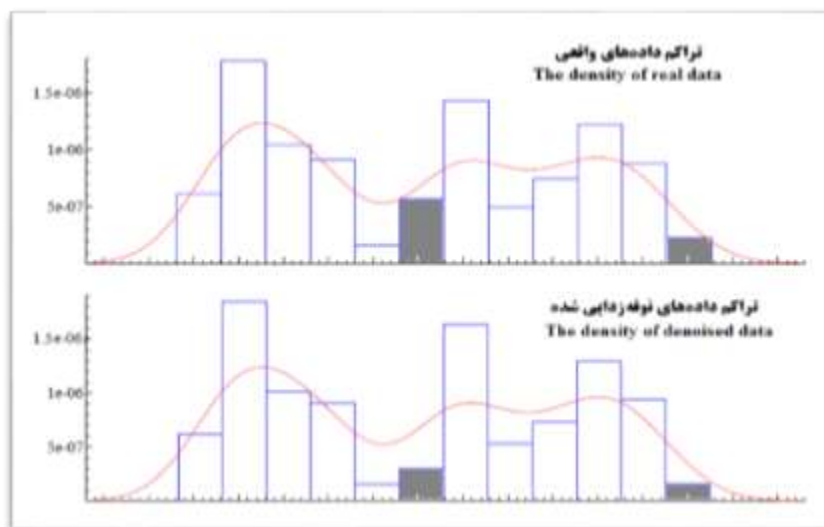 تراکم داده‌های واقعی
The density of real data
1.5e-06
1e-06
5e-07
تراکم داده‌های نوفه‌زدایی شده
The density of denoised data
1.5e-06
1e-06
5e-07